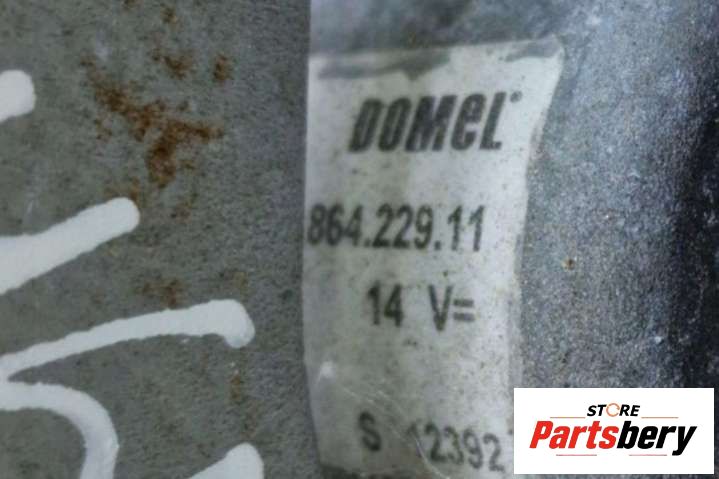 DOMEL®
864.229.11
14 V=
S 12392
STORE
Partsbery